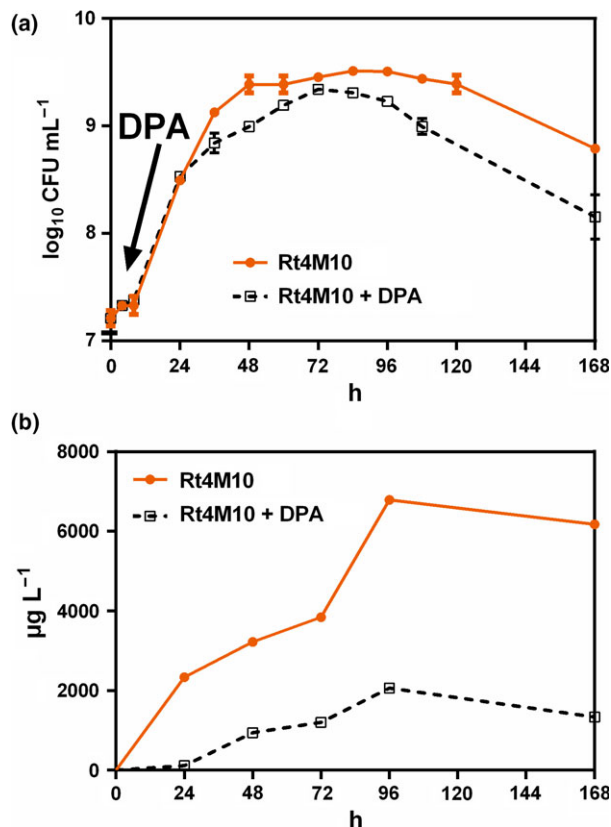 (a)
10
9
8
7
log₁₀ CFU mL⁻¹
DPA
Rt4M10
Rt4M10 + DPA
0 24 48 72 96 120 144 168
h
(b)
8000
6000
4000
2000
0
µg L⁻¹
Rt4M10
Rt4M10 + DPA
0 24 48 72 96 120 144 168
h